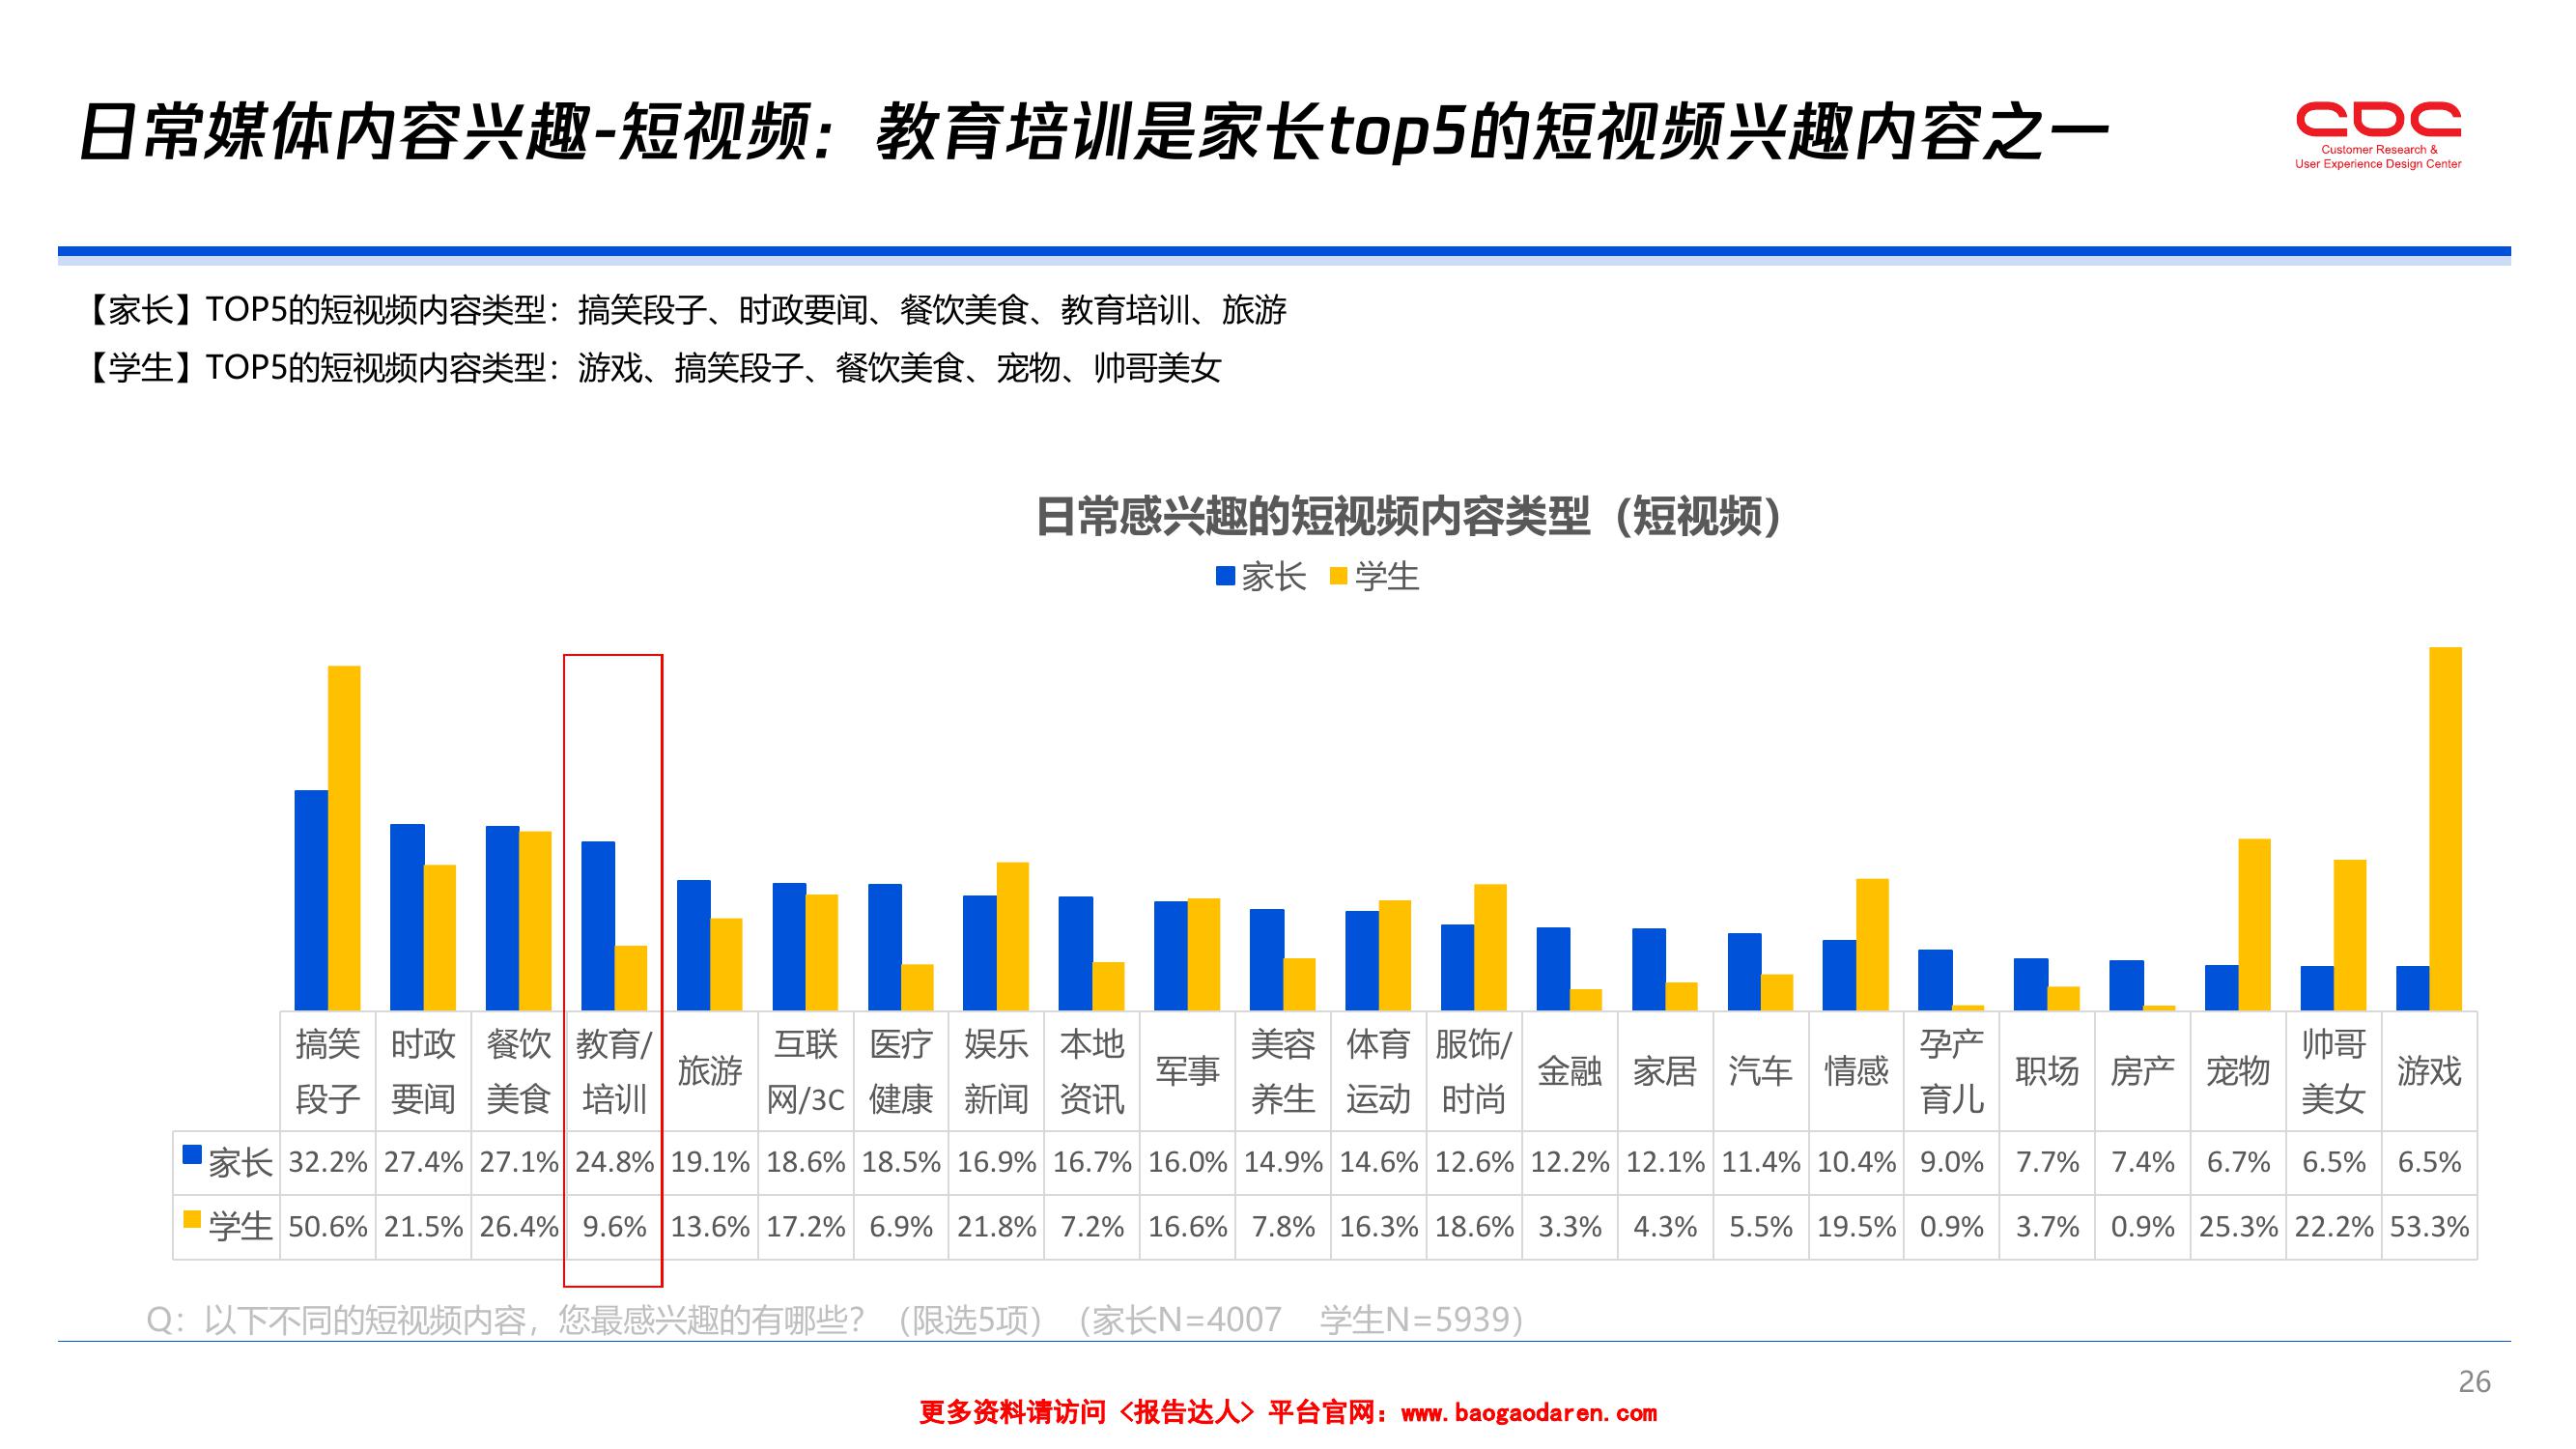 日常媒体内容兴趣-短视频：教育培训是家长top5的短视频兴趣内容之一
CDC
Customer Research &
User Experience Design Center
【家长】TOP5的短视频内容类型：搞笑段子、时政要闻、餐饮美食、教育培训、旅游
【学生】TOP5的短视频内容类型：游戏、搞笑段子、餐饮美食、宠物、帅哥美女
日常感兴趣的短视频内容类型（短视频）
家长 学生
搞笑段子 时政要闻 餐饮美食 教育/培训 旅游 互联网/3C 医疗健康 娱乐新闻 本地资讯 军事 美容养生 体育运动 服饰/时尚 金融 家居 汽车 情感 孕产育儿 职场 房产 宠物 帅哥美女 游戏
家长 32.2% 27.4% 27.1% 24.8% 19.1% 18.6% 18.5% 16.9% 16.7% 16.0% 14.9% 14.6% 12.6% 12.2% 12.1% 11.4% 10.4% 9.0% 7.7% 7.4% 6.7% 6.5% 6.5%
学生 50.6% 21.5% 26.4% 9.6% 13.6% 17.2% 6.9% 21.8% 7.2% 16.6% 7.8% 16.3% 18.6% 3.3% 4.3% 5.5% 19.5% 0.9% 3.7% 0.9% 25.3% 22.2% 53.3%
Q：以下不同的短视频内容，您最感兴趣的有哪些？（限选5项）（家长N=4007 学生N=5939）
26
更多资料请访问<报告达人>平台官网：www.baogaodaren.com